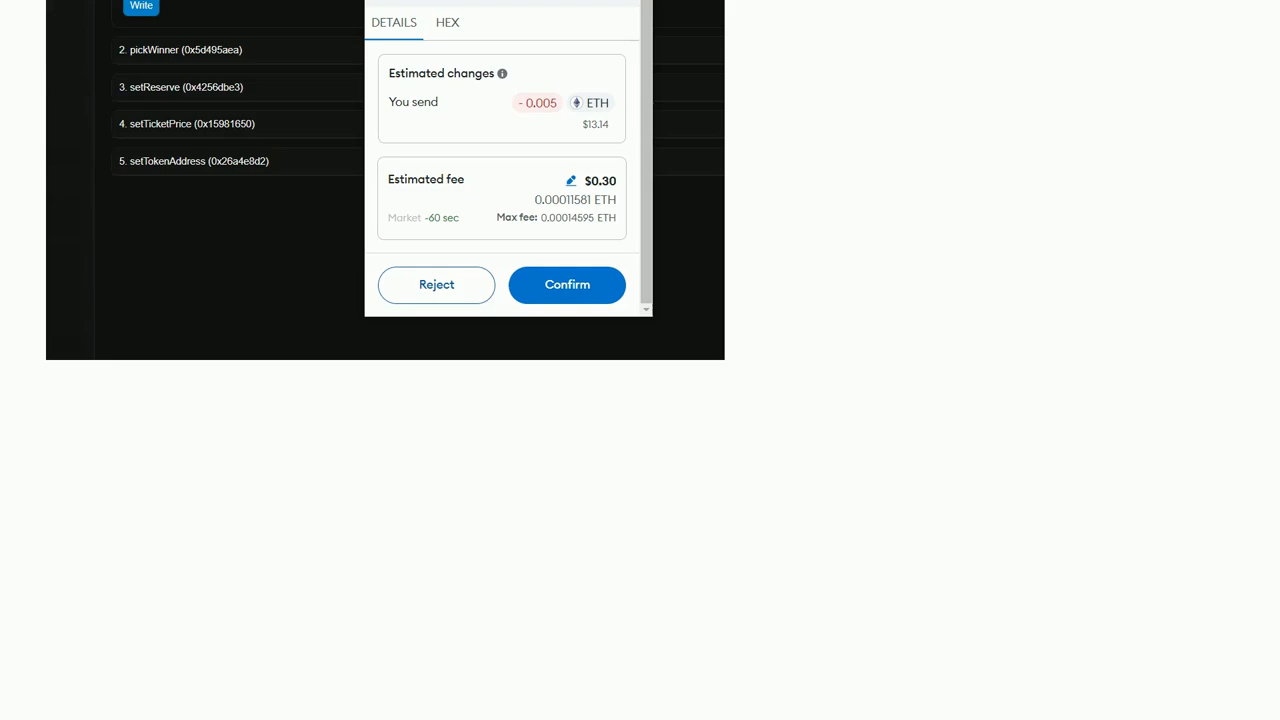 Write
DETAILS HEX
2. pickWinner (0x5d495aea)
Estimated changes
3. setReserve (0x4256dbe3)
You send - 0.005 ETH
$13.14
4. setTicketPrice (0x15981650)
5. setTokenAddress (0x26a4e8d2)
Estimated fee $0.30
0.00011581 ETH
Market ~60 sec Max fee: 0.00014595 ETH
Reject Confirm